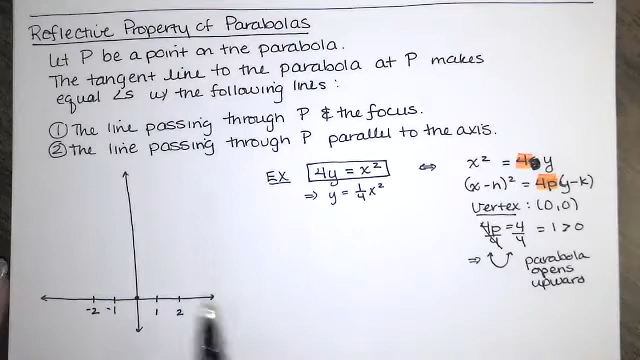 Reflective Property of Parabolas
Let P be a point on the parabola.
The tangent line to the parabola at P makes
equal ∠s w/ the following lines:
① The line passing through P & the focus.
② The line passing through P parallel to the axis.
EX 4y = x² ⇔ x² = 4 y
⇒ y = 1/4 x²
(x-h)² = 4p(y-k)
Vertex: (0,0)
4p/4 = 4/4 = 1 > 0
⇒ parabola
opens
upward
-2 -1 1 2